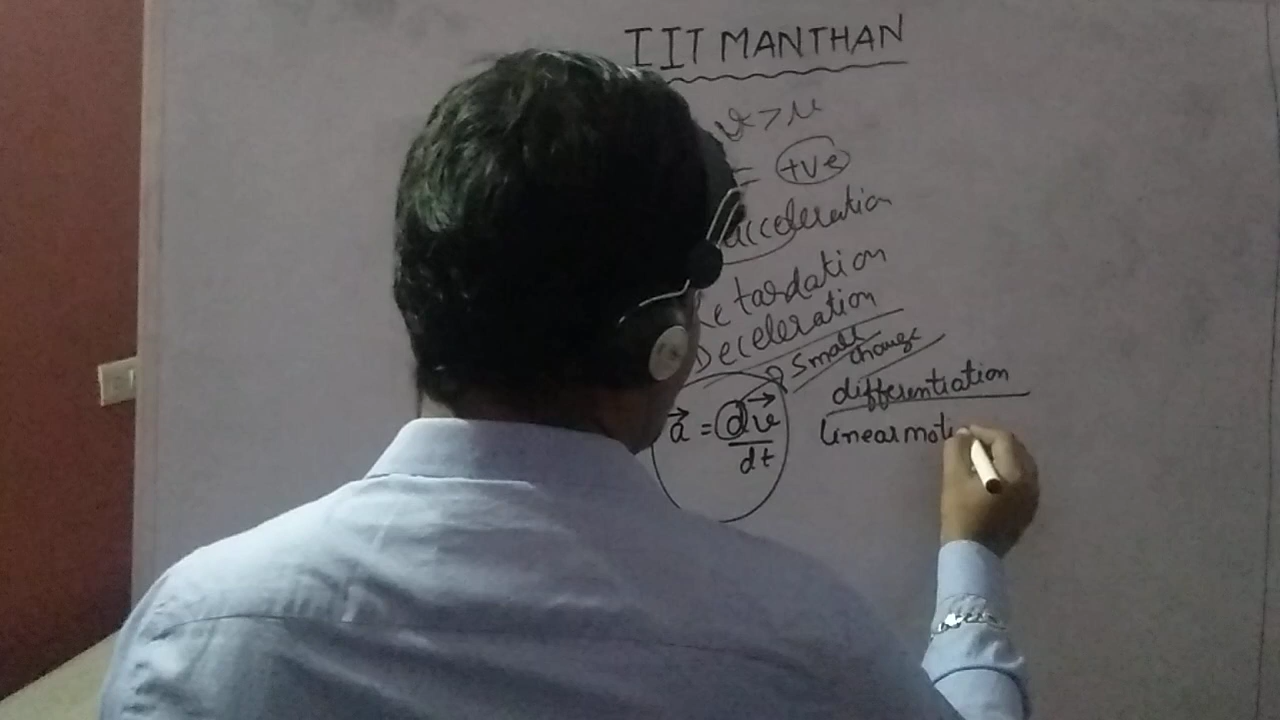 IIT MANTHAN
v > u
= +ve
acceleration
Retardation
Deceleration
Small
change
differentiation
a⃗ = dv⃗/dt
linear moti